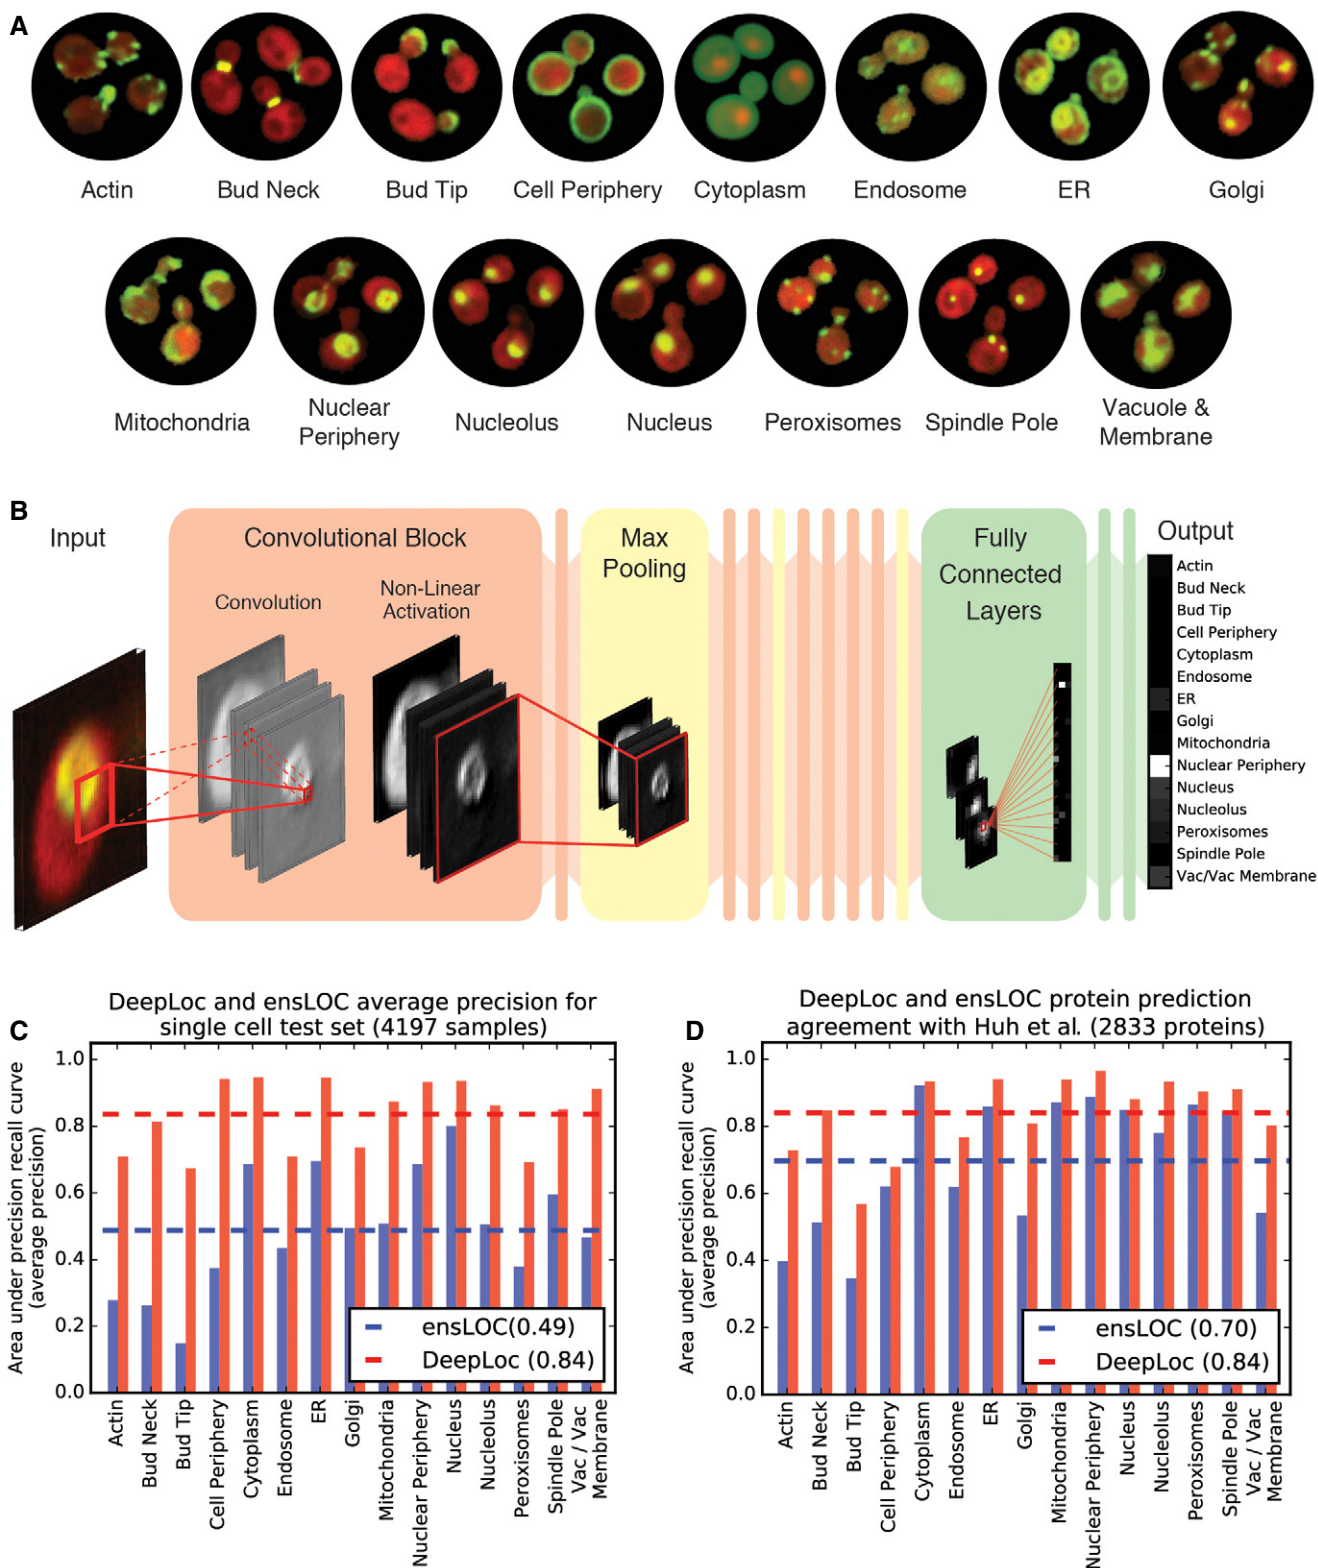 A
Actin
Bud Neck
Bud Tip
Cell Periphery
Cytoplasm
Endosome
ER
Golgi
Mitochondria
Nuclear
Periphery
Nucleolus
Nucleus
Peroxisomes
Spindle Pole
Vacuole &
Membrane
B
Input
Convolutional Block
Convolution
Non-Linear
Activation
Max
Pooling
Fully
Connected
Layers
Output
Actin
Bud Neck
Bud Tip
Cell Periphery
Cytoplasm
Endosome
ER
Golgi
Mitochondria
Nuclear Periphery
Nucleus
Nucleolus
Peroxisomes
Spindle Pole
Vac/Vac Membrane
C
DeepLoc and ensLOC average precision for
single cell test set (4197 samples)
Area under precision recall curve
(average precision)
1.0
0.8
0.6
0.4
0.2
0.0
ensLOC(0.49)
DeepLoc (0.84)
Actin
Bud Neck
Bud Tip
Cell Periphery
Cytoplasm
Endosome
ER
Golgi
Mitochondria
Nuclear Periphery
Nucleus
Nucleolus
Peroxisomes
Spindle Pole
Vac / Vac
Membrane
D
DeepLoc and ensLOC protein prediction
agreement with Huh et al. (2833 proteins)
Area under precision recall curve
(average precision)
1.0
0.8
0.6
0.4
0.2
0.0
ensLOC (0.70)
DeepLoc (0.84)
Actin
Bud Neck
Bud Tip
Cell Periphery
Cytoplasm
Endosome
ER
Golgi
Mitochondria
Nuclear Periphery
Nucleus
Nucleolus
Peroxisomes
Spindle Pole
Vac / Vac
Membrane